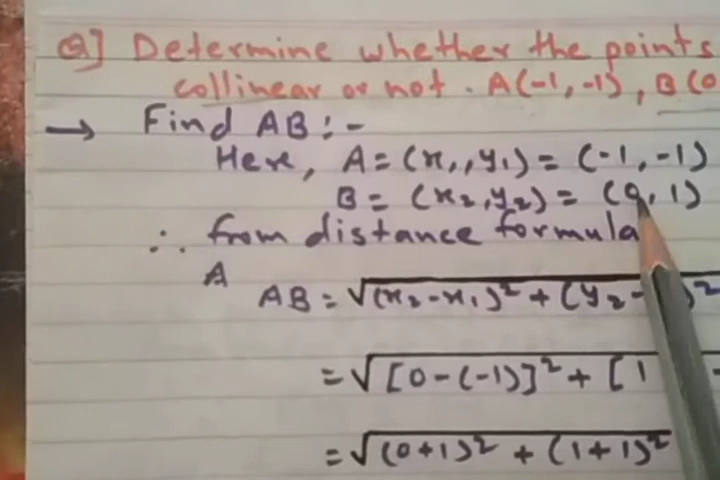 Q] Determine whether the points
collinear or not. A(-1,-1), B(0
→ Find AB:-
Here, A = (x₁,y₁) = (-1,-1)
B = (x₂,y₂) = (0,1)
∴ from distance formula
A
AB = √(x₂-x₁)² + (y₂- )²
= √[0-(-1)]² + [1
= √(0+1)² + (1+1)²